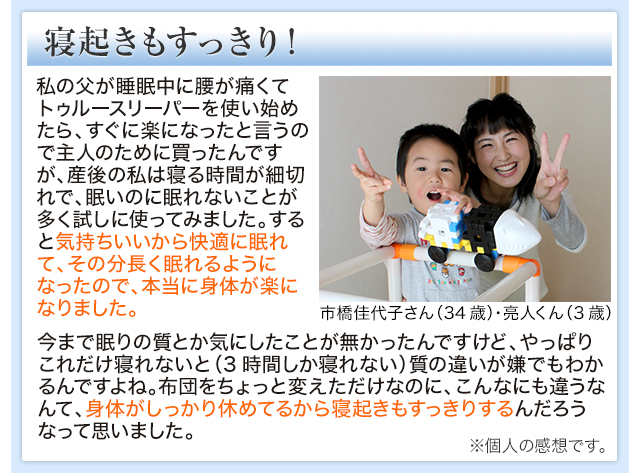 寝起きもすっきり！
私の父が睡眠中に腰が痛くて
トゥルースリーパーを使い始め
たら、すぐに楽になったと言うの
で主人のために買ったんです
が、産後の私は寝る時間が細切
れで、眠いのに眠れないことが
多く試しに使ってみました。する
と気持ちいいから快適に眠れ
て、その分長く眠れるように
なったので、本当に身体が楽に
なりました。
市橋佳代子さん（34歳）・亮人くん（3歳）
今まで眠りの質とか気にしたことが無かったんですけど、やっぱり
これだけ寝れないと（3時間しか寝れない）質の違いが嫌でもわか
るんですよね。布団をちょっと変えただけなのに、こんなにも違うな
んて、身体がしっかり休めてるから寝起きもすっきりするんだろう
なって思いました。
※個人の感想です。